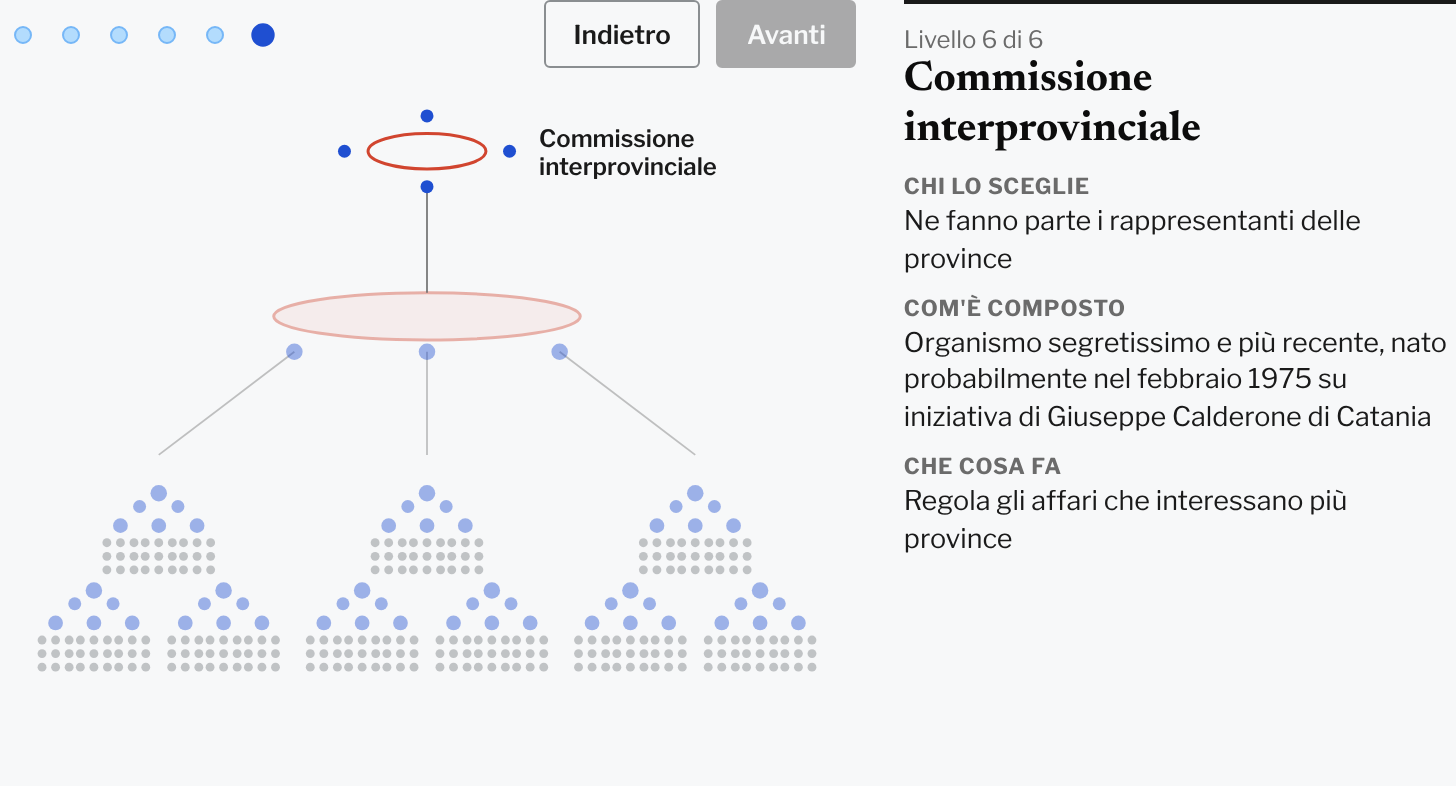 Indietro
Avanti
Commissione
interprovinciale
Livello 6 di 6
Commissione
interprovinciale
CHI LO SCEGLIE
Ne fanno parte i rappresentanti delle
province
COM'È COMPOSTO
Organismo segretissimo e più recente, nato
probabilmente nel febbraio 1975 su
iniziativa di Giuseppe Calderone di Catania
CHE COSA FA
Regola gli affari che interessano più
province